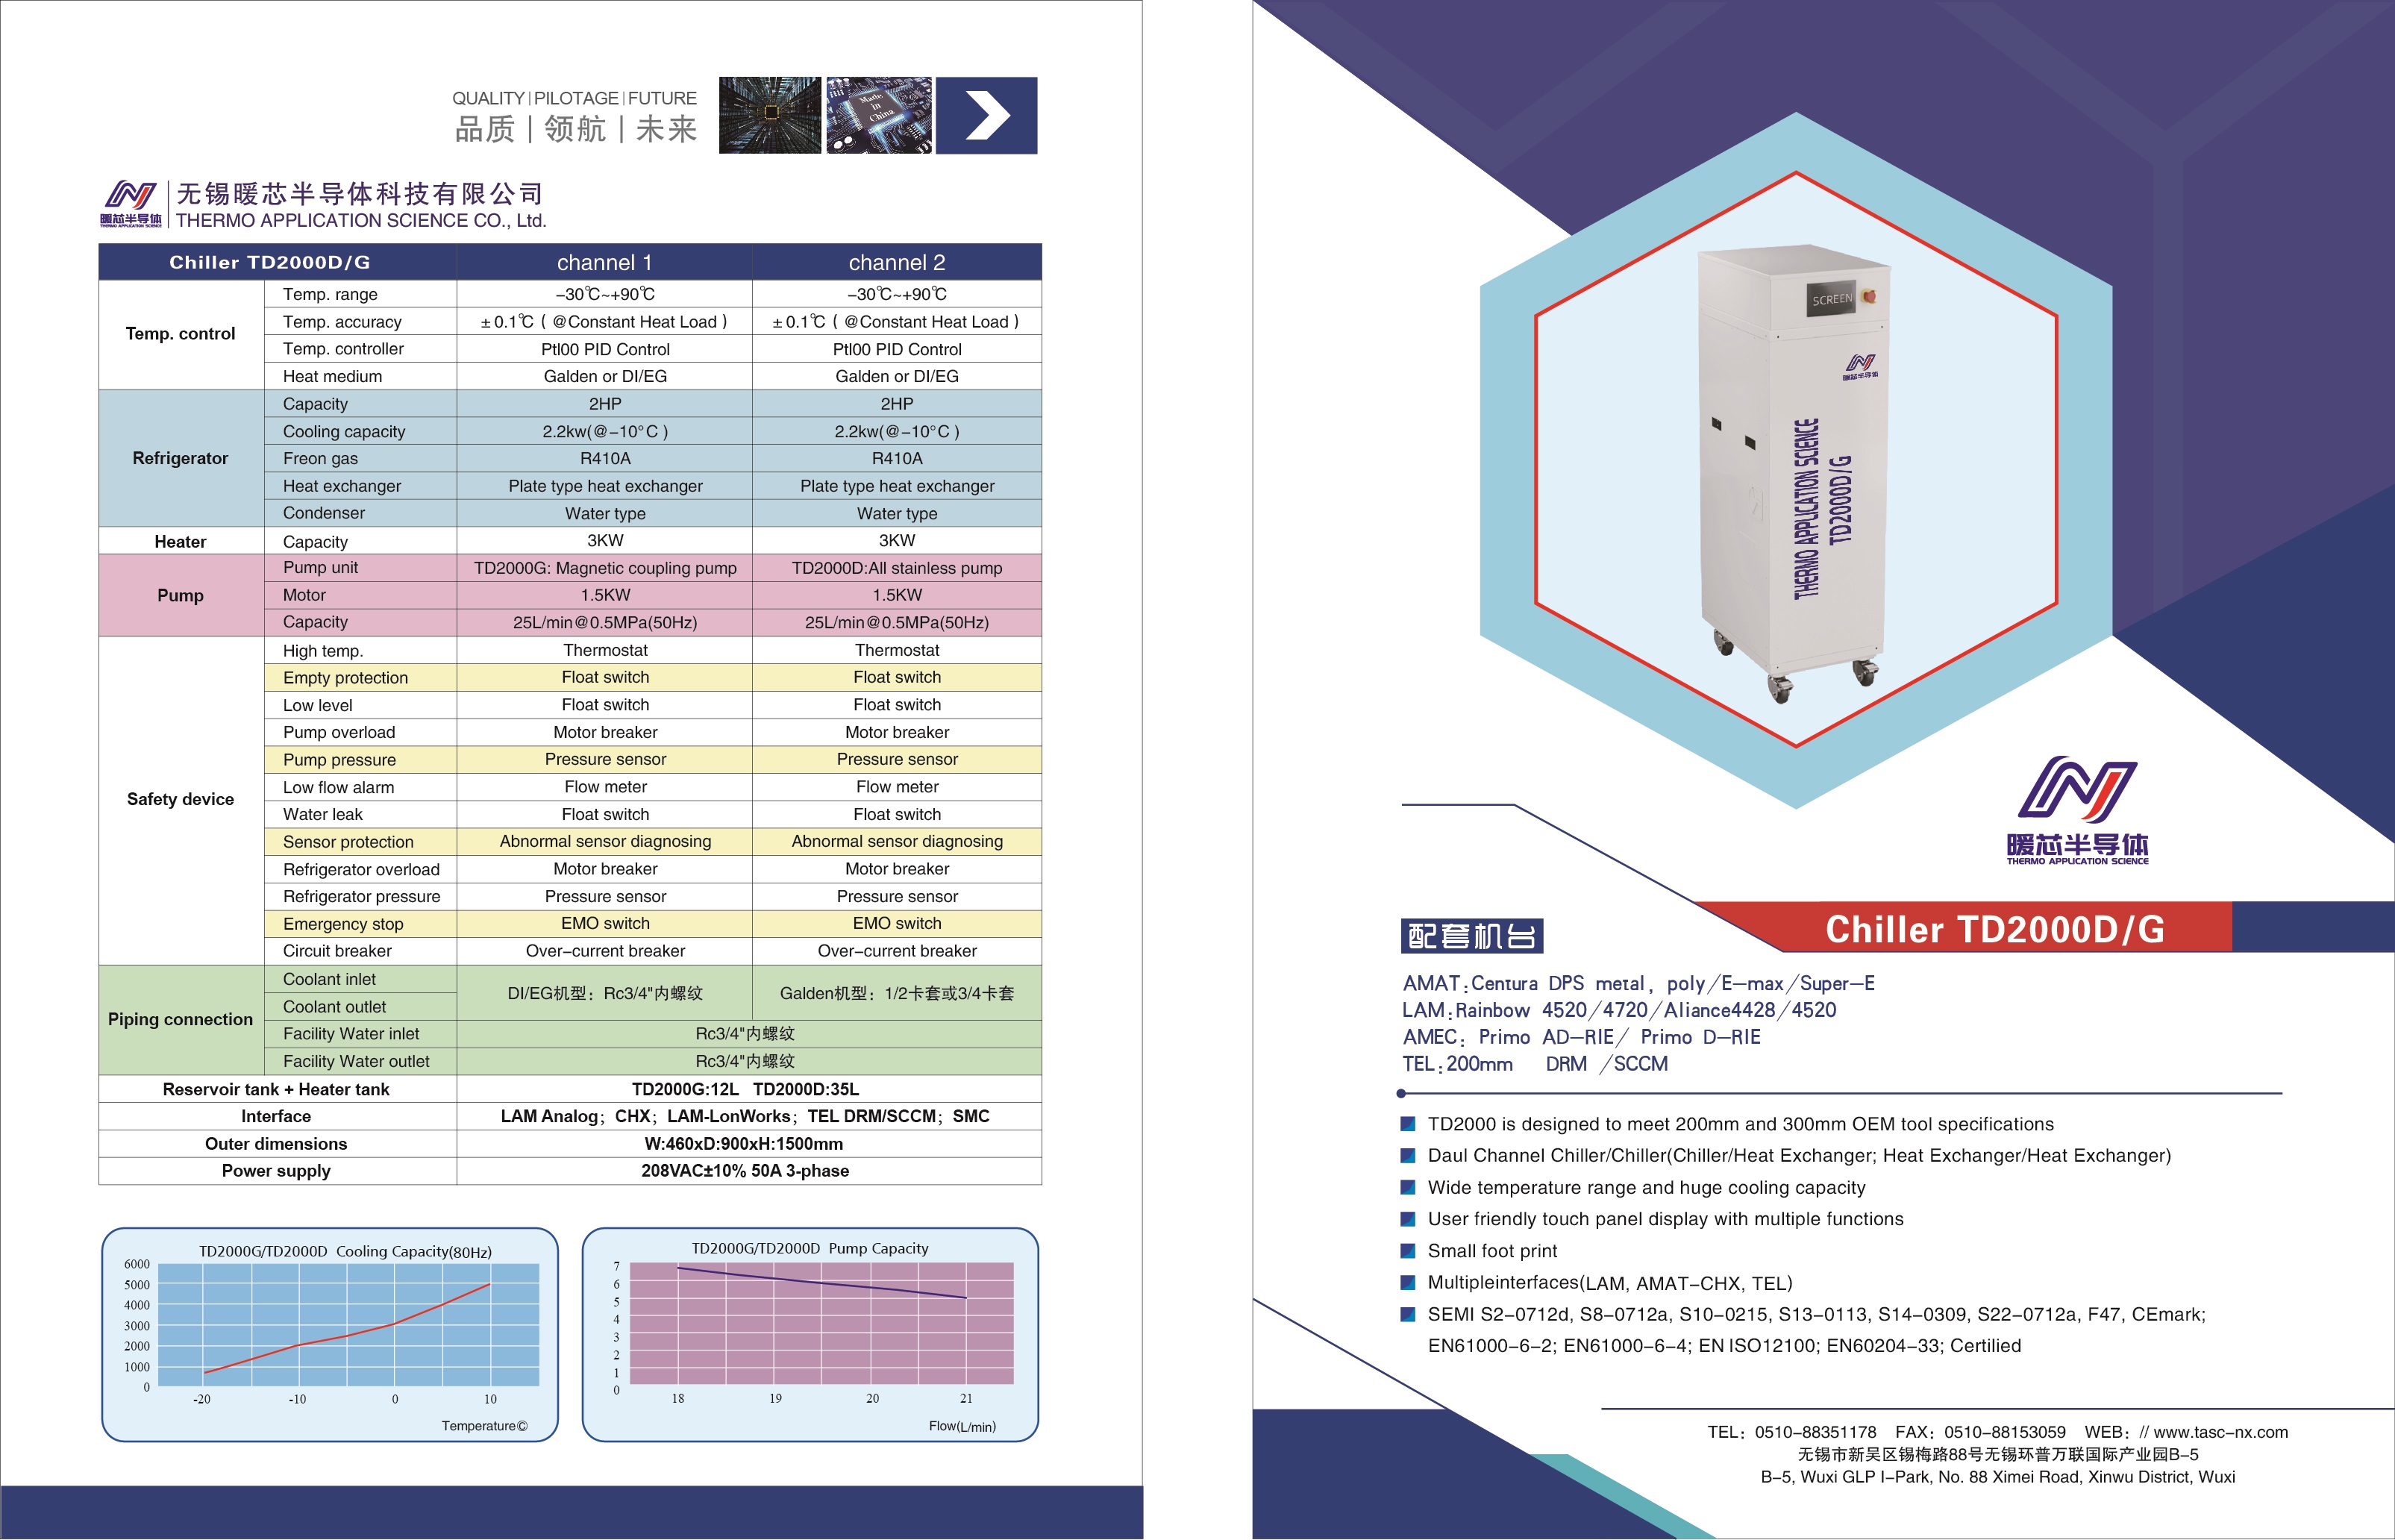 QUALITY|PILOTAGE|FUTURE
品质|领航|未来
Made
in
China
暖芯半导体
THERMO APPLICATION SCIENCE
无锡暖芯半导体科技有限公司
THERMO APPLICATION SCIENCE CO., Ltd.
Chiller TD2000D/G channel 1 channel 2
Temp. control
Temp. range –30℃~+90℃ –30℃~+90℃
Temp. accuracy ±0.1℃（@Constant Heat Load） ±0.1℃（@Constant Heat Load）
Temp. controller Ptl00 PID Control Ptl00 PID Control
Heat medium Galden or DI/EG Galden or DI/EG
Refrigerator
Capacity 2HP 2HP
Cooling capacity 2.2kw(@–10°C ) 2.2kw(@–10°C )
Freon gas R410A R410A
Heat exchanger Plate type heat exchanger Plate type heat exchanger
Condenser Water type Water type
Heater Capacity 3KW 3KW
Pump
Pump unit TD2000G: Magnetic coupling pump TD2000D:All stainless pump
Motor 1.5KW 1.5KW
Capacity 25L/min@0.5MPa(50Hz) 25L/min@0.5MPa(50Hz)
Safety device
High temp. Thermostat Thermostat
Empty protection Float switch Float switch
Low level Float switch Float switch
Pump overload Motor breaker Motor breaker
Pump pressure Pressure sensor Pressure sensor
Low flow alarm Flow meter Flow meter
Water leak Float switch Float switch
Sensor protection Abnormal sensor diagnosing Abnormal sensor diagnosing
Refrigerator overload Motor breaker Motor breaker
Refrigerator pressure Pressure sensor Pressure sensor
Emergency stop EMO switch EMO switch
Circuit breaker Over–current breaker Over–current breaker
Piping connection
Coolant inlet
Coolant outlet
DI/EG机型：Rc3/4"内螺纹 Galden机型：1/2卡套或3/4卡套
Facility Water inlet Rc3/4"内螺纹
Facility Water outlet Rc3/4"内螺纹
Reservoir tank + Heater tank TD2000G:12L TD2000D:35L
Interface LAM Analog；CHX；LAM-LonWorks；TEL DRM/SCCM；SMC
Outer dimensions W:460xD:900xH:1500mm
Power supply 208VAC±10% 50A 3-phase
TD2000G/TD2000D Cooling Capacity(80Hz)
6000
5000
4000
3000
2000
1000
0
-20 -10 0 10
Temperature©
TD2000G/TD2000D Pump Capacity
7
6
5
4
3
2
1
0
18 19 20 21
Flow(L/min)
SCREEN
暖芯半导体
THERMO APPLICATION SCIENCE
TD2000D/G
暖芯半导体
THERMO APPLICATION SCIENCE
Chiller TD2000D/G
配套机台
AMAT:Centura DPS metal, poly/E–max/Super–E
LAM:Rainbow 4520/4720/Aliance4428/4520
AMEC: Primo AD–RIE/ Primo D–RIE
TEL:200mm DRM /SCCM
TD2000 is designed to meet 200mm and 300mm OEM tool specifications
Daul Channel Chiller/Chiller(Chiller/Heat Exchanger; Heat Exchanger/Heat Exchanger)
Wide temperature range and huge cooling capacity
User friendly touch panel display with multiple functions
Small foot print
Multipleinterfaces(LAM, AMAT–CHX, TEL)
SEMI S2–0712d, S8–0712a, S10–0215, S13–0113, S14–0309, S22–0712a, F47, CEmark;
EN61000–6–2; EN61000–6–4; EN ISO12100; EN60204–33; Certilied
TEL：0510–88351178 FAX：0510–88153059 WEB：// www.tasc–nx.com
无锡市新吴区锡梅路88号无锡环普万联国际产业园B–5
B–5, Wuxi GLP I–Park, No. 88 Ximei Road, Xinwu District, Wuxi